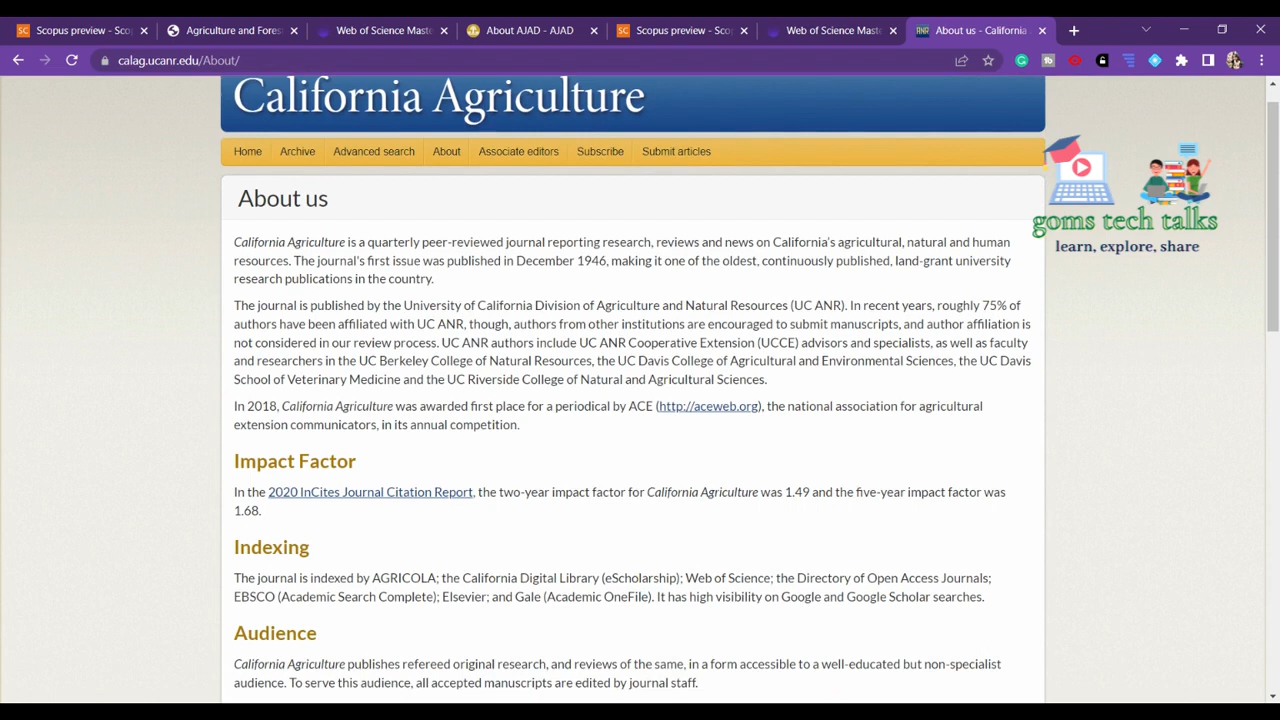 Scopus preview - Sco
Agriculture and Fores
Web of Science Maste
About AJAD - AJAD
Scopus preview - Sco
Web of Science Maste
About us - California
calag.ucanr.edu/About/
California Agriculture
Home Archive Advanced search About Associate editors Subscribe Submit articles
goms tech talks
learn, explore, share
About us
California Agriculture is a quarterly peer-reviewed journal reporting research, reviews and news on California's agricultural, natural and human
resources. The journal's first issue was published in December 1946, making it one of the oldest, continuously published, land-grant university
research publications in the country.
The journal is published by the University of California Division of Agriculture and Natural Resources (UC ANR). In recent years, roughly 75% of
authors have been affiliated with UC ANR, though, authors from other institutions are encouraged to submit manuscripts, and author affiliation is
not considered in our review process. UC ANR authors include UC ANR Cooperative Extension (UCCE) advisors and specialists, as well as faculty
and researchers in the UC Berkeley College of Natural Resources, the UC Davis College of Agricultural and Environmental Sciences, the UC Davis
School of Veterinary Medicine and the UC Riverside College of Natural and Agricultural Sciences.
In 2018, California Agriculture was awarded first place for a periodical by ACE (http://aceweb.org), the national association for agricultural
extension communicators, in its annual competition.
Impact Factor
In the 2020 InCites Journal Citation Report, the two-year impact factor for California Agriculture was 1.49 and the five-year impact factor was
1.68.
Indexing
The journal is indexed by AGRICOLA; the California Digital Library (eScholarship); Web of Science; the Directory of Open Access Journals;
EBSCO (Academic Search Complete); Elsevier; and Gale (Academic OneFile). It has high visibility on Google and Google Scholar searches.
Audience
California Agriculture publishes refereed original research, and reviews of the same, in a form accessible to a well-educated but non-specialist
audience. To serve this audience, all accepted manuscripts are edited by journal staff.